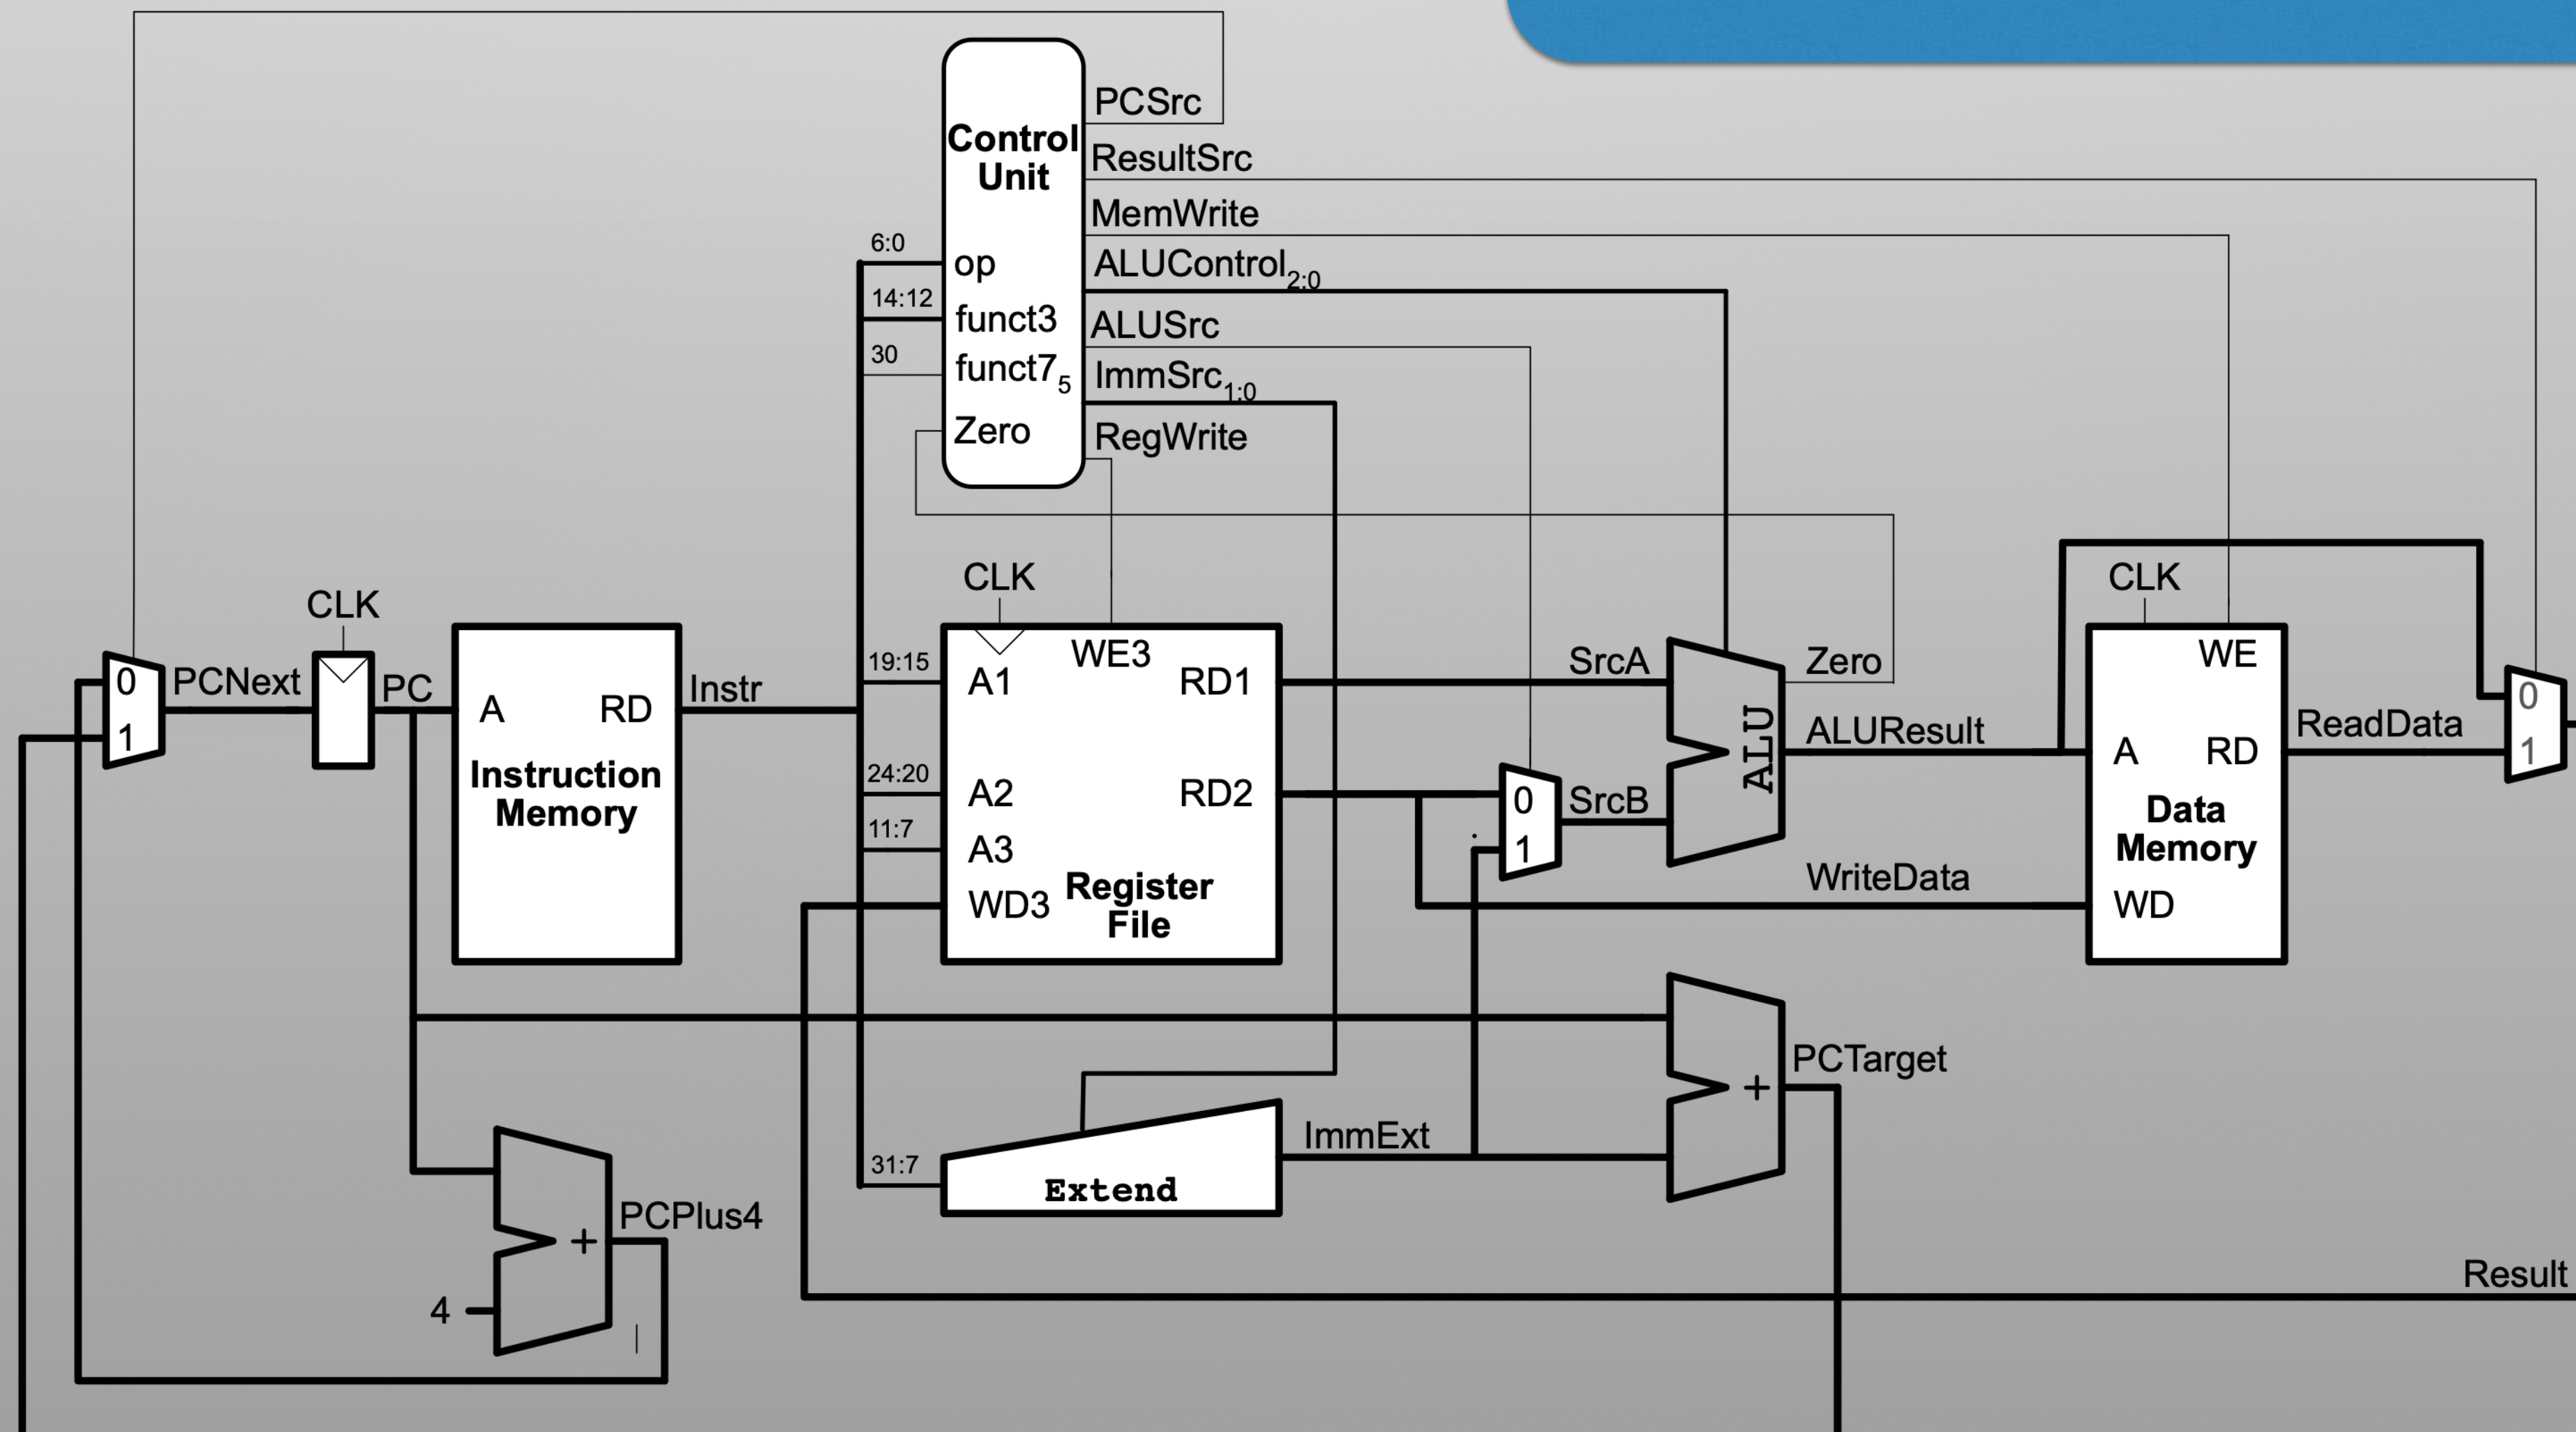 PCSrc
Control
Unit
ResultSrc
MemWrite
6:0
op
ALUControl2:0
14:12
funct3
ALUSrc
30
funct75
ImmSrc1:0
Zero
RegWrite
CLK
CLK
CLK
0
1
PCNext
PC
A
RD
Instruction
Memory
Instr
19:15
A1
WE3
RD1
24:20
A2
RD2
11:7
A3
WD3
Register
File
SrcA
0
1
SrcB
ALU
Zero
ALUResult
WriteData
WE
A
RD
Data
Memory
WD
ReadData
0
1
+
PCTarget
ImmExt
31:7
Extend
PCPlus4
+
4
Result